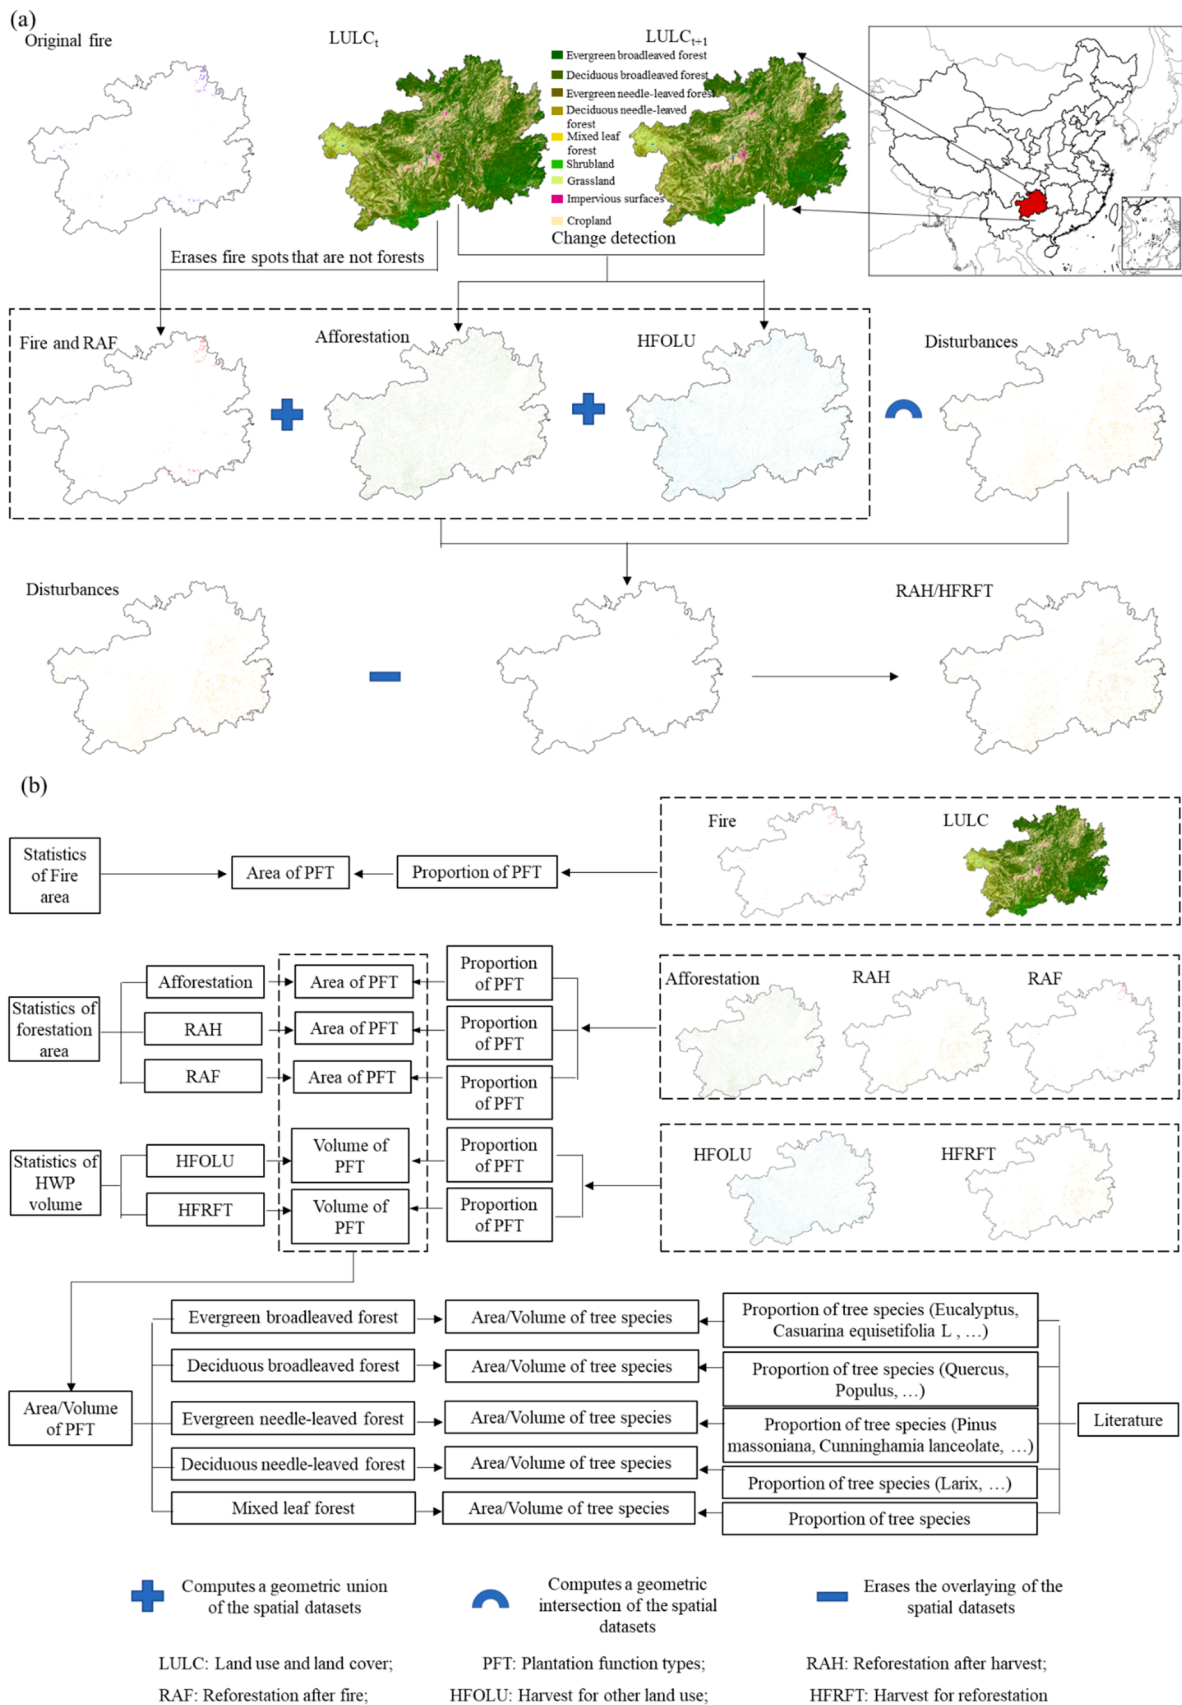 (a)
Original fire
LULCt
LULCt+1
Evergreen broadleaved forest
Deciduous broadleaved forest
Evergreen needle-leaved forest
Deciduous needle-leaved
forest
Mixed leaf
forest
Shrubland
Grassland
Impervious surfaces
Cropland
Change detection
Erases fire spots that are not forests
Fire and RAF
Afforestation
HFOLU
Disturbances
Disturbances
RAH/HFRFT
(b)
Fire
LULC
Statistics
of Fire
area
Area of PFT
Proportion of PFT
Statistics of
forestation
area
Afforestation
Area of PFT
Proportion
of PFT
RAH
Area of PFT
Proportion
of PFT
RAF
Area of PFT
Proportion
of PFT
Afforestation
RAH
RAF
Statistics of
HWP
volume
HFOLU
Volume of
PFT
Proportion
of PFT
HFRFT
Volume of
PFT
Proportion
of PFT
HFOLU
HFRFT
Area/Volume
of PFT
Evergreen broadleaved forest
Area/Volume of tree species
Proportion of tree species (Eucalyptus,
Casuarina equisetifolia L , …)
Deciduous broadleaved forest
Area/Volume of tree species
Proportion of tree species (Quercus,
Populus, …)
Evergreen needle-leaved forest
Area/Volume of tree species
Proportion of tree species (Pinus
massoniana, Cunninghamia lanceolate, …)
Deciduous needle-leaved forest
Area/Volume of tree species
Proportion of tree species (Larix, …)
Mixed leaf forest
Area/Volume of tree species
Proportion of tree species
Literature
Computes a geometric union
of the spatial datasets
Computes a geometric
intersection of the spatial
datasets
Erases the overlaying of the
spatial datasets
LULC: Land use and land cover;
PFT: Plantation function types;
RAH: Reforestation after harvest;
RAF: Reforestation after fire;
HFOLU: Harvest for other land use;
HFRFT: Harvest for reforestation